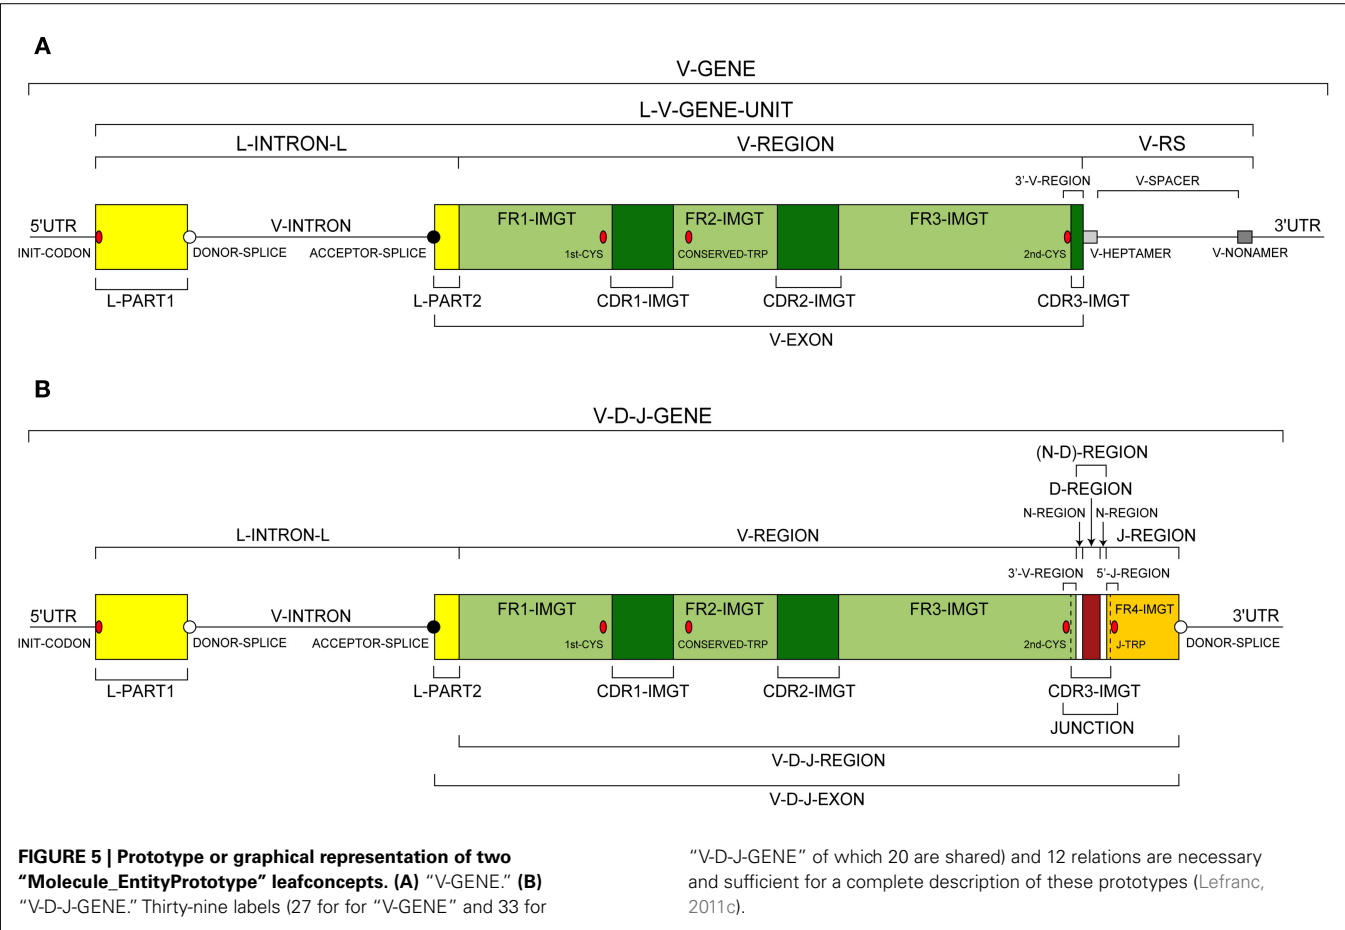 A
V-GENE
L-V-GENE-UNIT
L-INTRON-L V-REGION V-RS
3'-V-REGION V-SPACER
5'UTR V-INTRON FR1-IMGT FR2-IMGT FR3-IMGT 3'UTR
INIT-CODON DONOR-SPLICE ACCEPTOR-SPLICE 1st-CYS CONSERVED-TRP 2nd-CYS V-HEPTAMER V-NONAMER
L-PART1 L-PART2 CDR1-IMGT CDR2-IMGT CDR3-IMGT
V-EXON
B
V-D-J-GENE
(N-D)-REGION
D-REGION
N-REGION N-REGION
L-INTRON-L V-REGION J-REGION
3'-V-REGION 5'-J-REGION
5'UTR V-INTRON FR1-IMGT FR2-IMGT FR3-IMGT FR4-IMGT 3'UTR
INIT-CODON DONOR-SPLICE ACCEPTOR-SPLICE 1st-CYS CONSERVED-TRP 2nd-CYS J-TRP DONOR-SPLICE
L-PART1 L-PART2 CDR1-IMGT CDR2-IMGT CDR3-IMGT
JUNCTION
V-D-J-REGION
V-D-J-EXON
FIGURE 5 | Prototype or graphical representation of two
“Molecule_EntityPrototype” leafconcepts. (A) “V-GENE.” (B)
“V-D-J-GENE.” Thirty-nine labels (27 for for “V-GENE” and 33 for
“V-D-J-GENE” of which 20 are shared) and 12 relations are necessary
and sufficient for a complete description of these prototypes (Lefranc,
2011c).